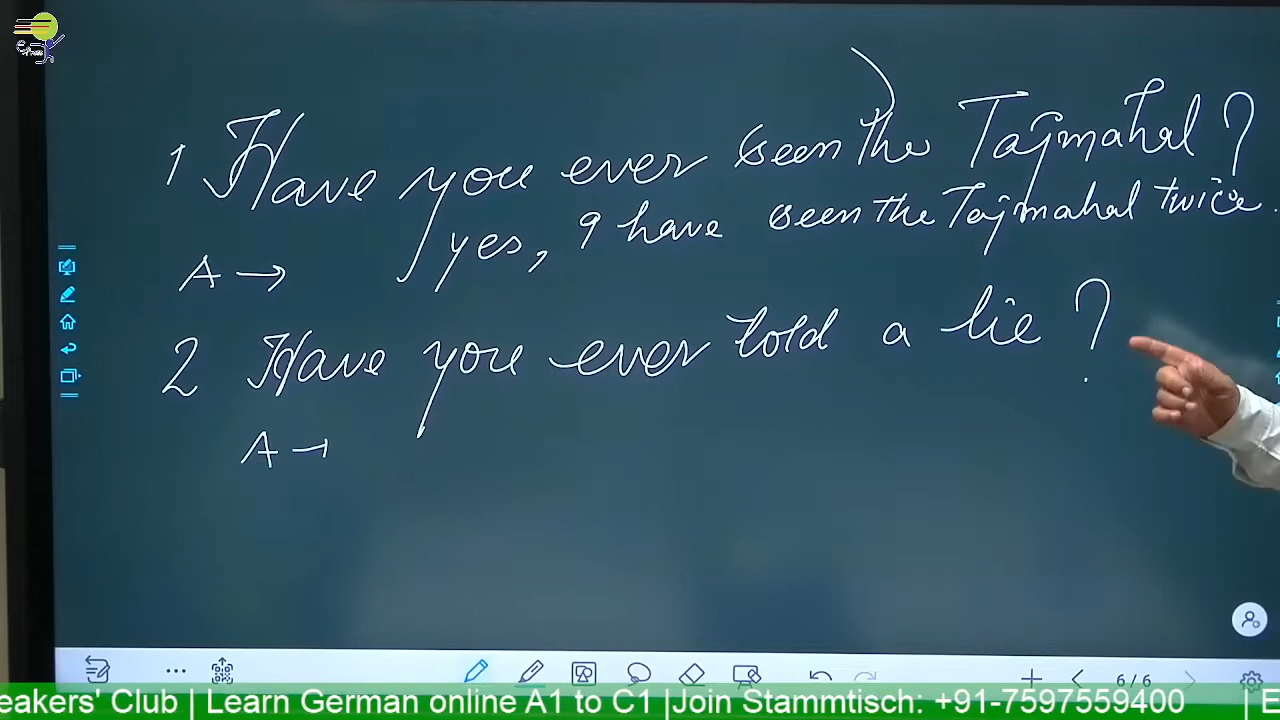 1 Have you ever seen the Tajmahal?
A → yes, I have seen the Tajmahal twice.
2 Have you ever told a lie?
A →
6/6
eakers' Club | Learn German online A1 to C1 |Join Stammtisch: +91-7597559400 | E